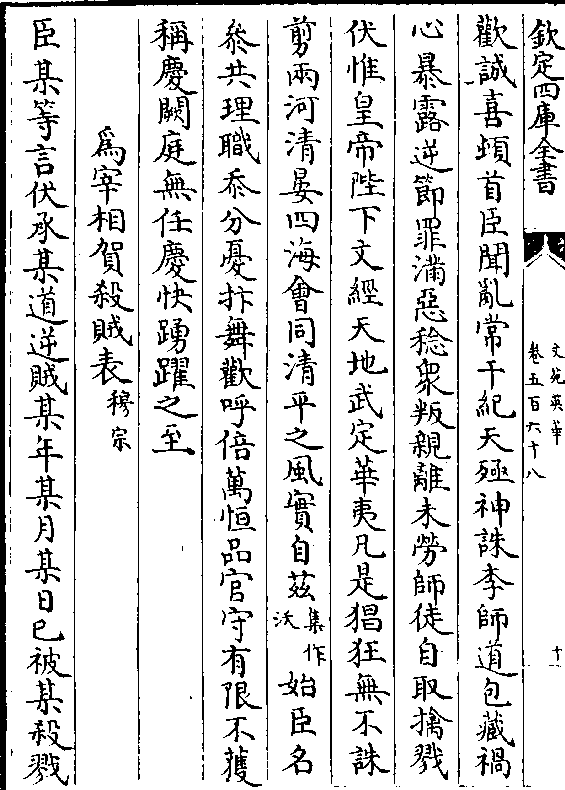 欽定四庫全書
文苑英華
卷五百六十八
十
歡誠喜頓首臣聞亂常干紀天殛神誅李師道包藏禍
心暴露逆節罪滿惡稔衆叛親離未勞師徒自取擒戮
伏惟皇帝陛下文經天地武定華夷凡是猖狂無不誅
剪兩河清晏四海會同清平之風實自茲集作沃始臣名
叅共理職忝分憂抃舞歡呼倍萬恒品官守有限不獲
稱慶闕庭無任慶快踴躍之至
爲宰相賀殺賊表穆宗
臣某等言伏承某道逆賊某年某月某日已被某殺戮